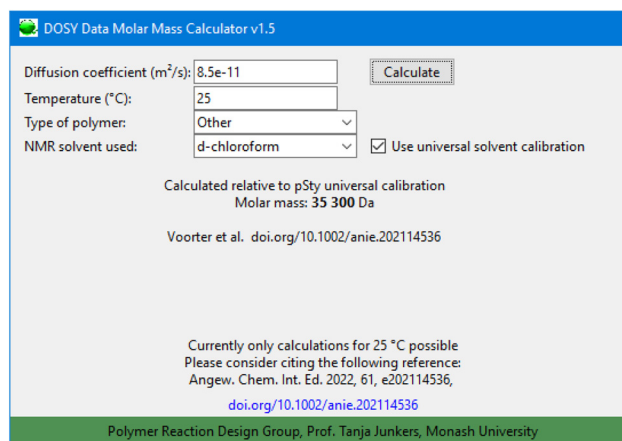 DOSY Data Molar Mass Calculator v1.5
Diffusion coefficient (m²/s): 8.5e-11 Calculate
Temperature (°C): 25
Type of polymer: Other
NMR solvent used: d-chloroform Use universal solvent calibration
Calculated relative to pSty universal calibration
Molar mass: 35 300 Da
Voorter et al. doi.org/10.1002/anie.202114536
Currently only calculations for 25 °C possible
Please consider citing the following reference:
Angew. Chem. Int. Ed. 2022, 61, e202114536,
doi.org/10.1002/anie.202114536
Polymer Reaction Design Group, Prof. Tanja Junkers, Monash University